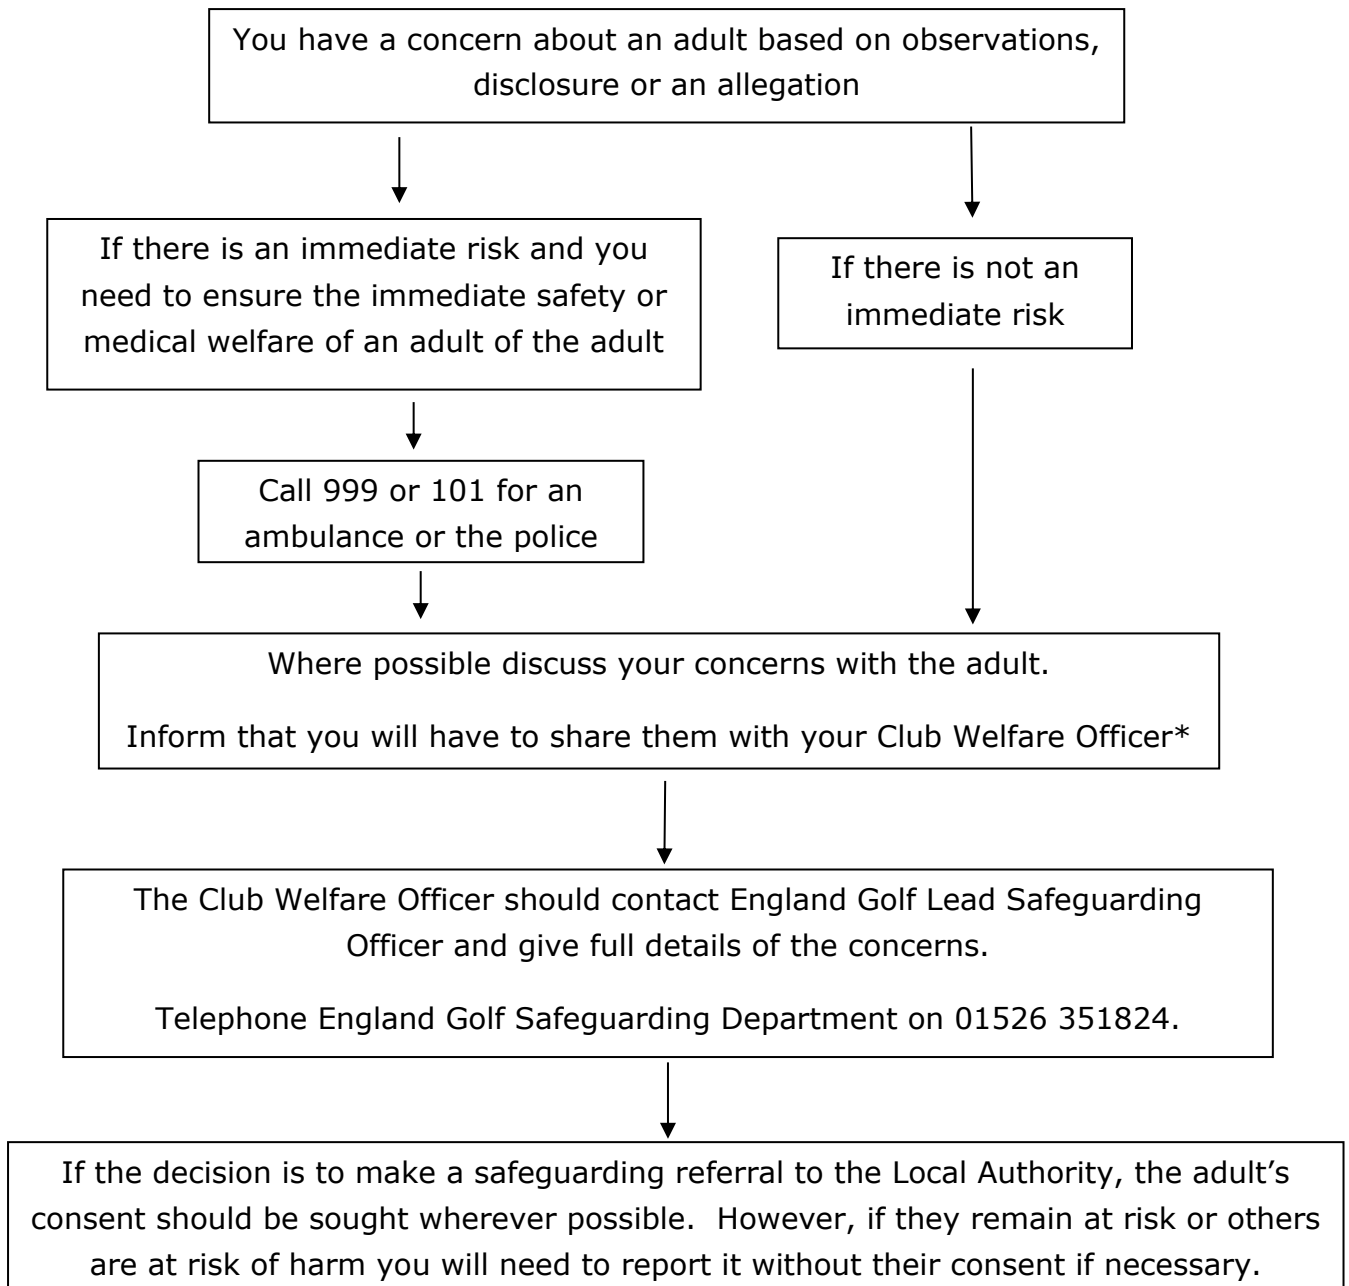 You have a concern about an adult based on observations,
disclosure or an allegation
If there is an immediate risk and you
need to ensure the immediate safety or
medical welfare of an adult of the adult
If there is not an
immediate risk
Call 999 or 101 for an
ambulance or the police
Where possible discuss your concerns with the adult.
Inform that you will have to share them with your Club Welfare Officer*
The Club Welfare Officer should contact England Golf Lead Safeguarding
Officer and give full details of the concerns.
Telephone England Golf Safeguarding Department on 01526 351824.
If the decision is to make a safeguarding referral to the Local Authority, the adult’s
consent should be sought wherever possible.  However, if they remain at risk or others
are at risk of harm you will need to report it without their consent if necessary.